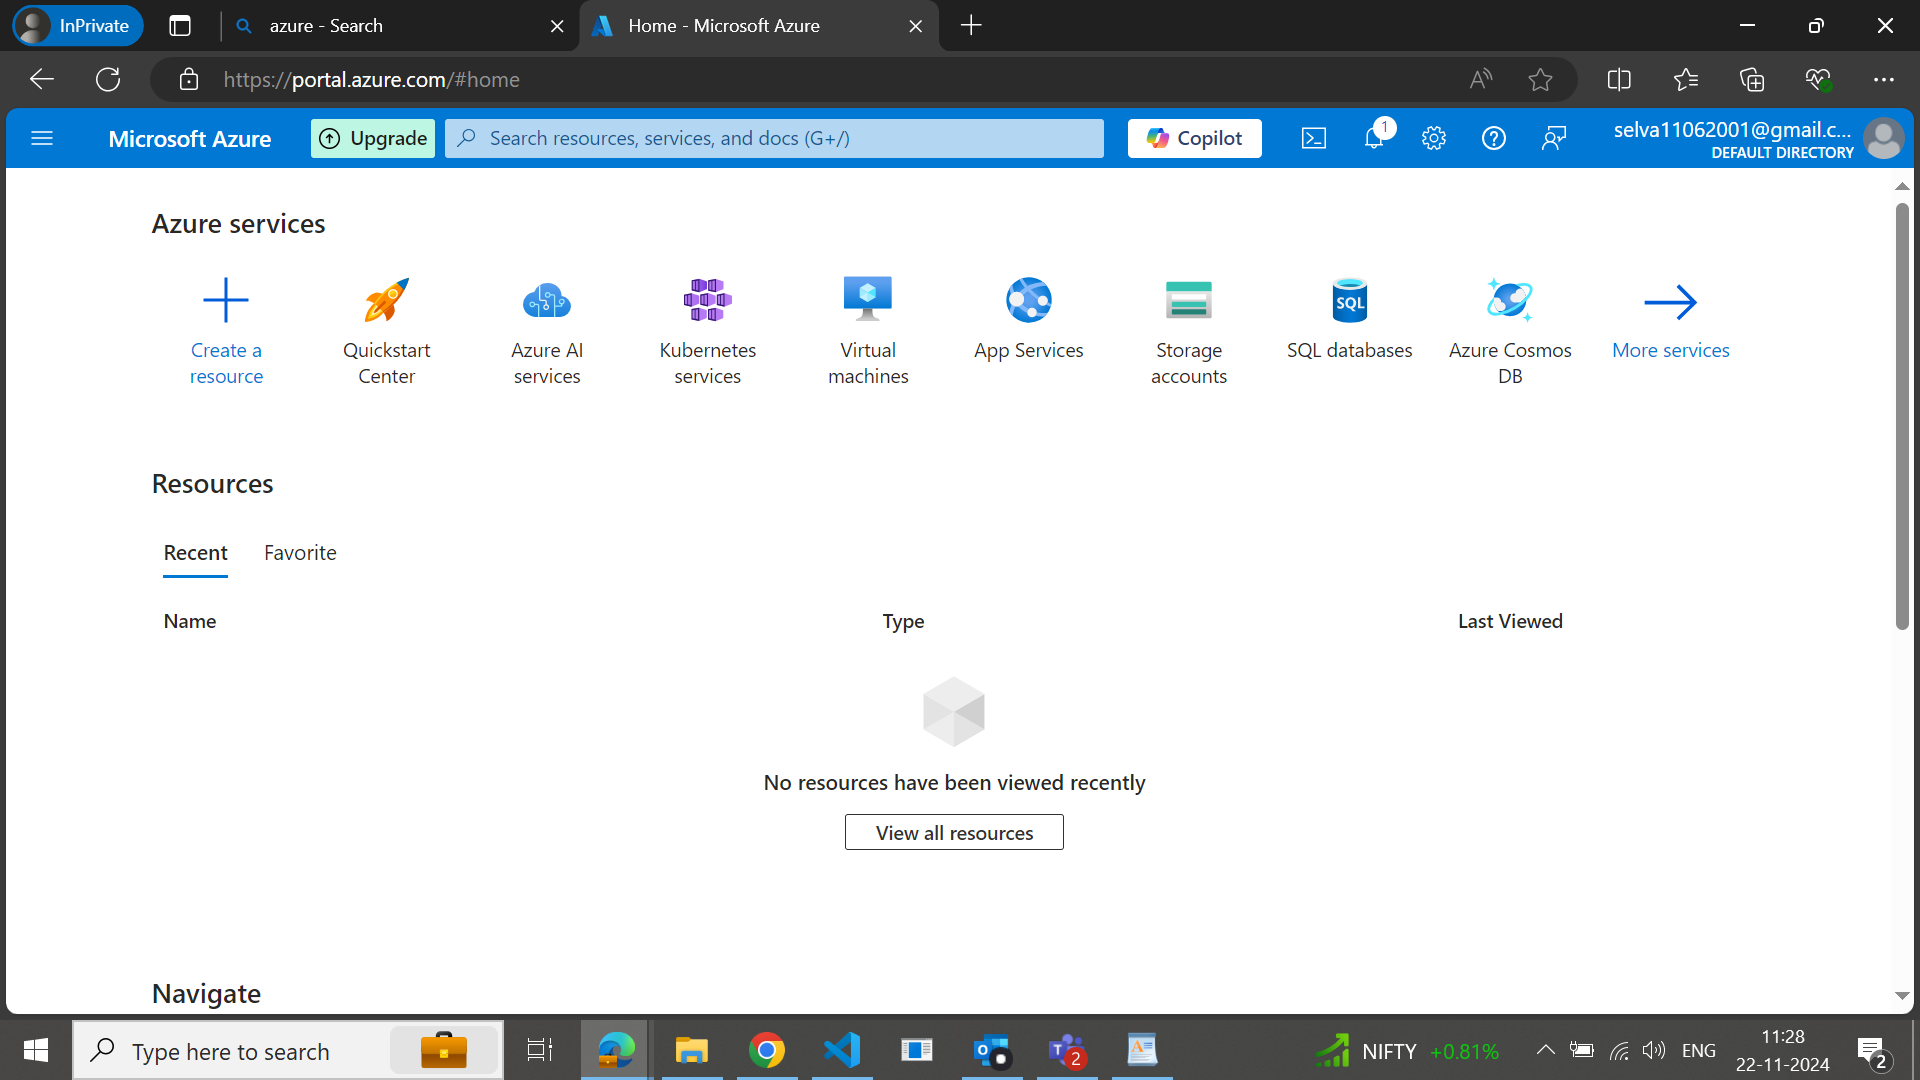 InPrivate
azure - Search
Home - Microsoft Azure
https://portal.azure.com/#home
Microsoft Azure
Upgrade
Search resources, services, and docs (G+/)
Copilot
1
selva11062001@gmail.c...
DEFAULT DIRECTORY
Azure services
Create a
resource
Quickstart
Center
Azure AI
services
Kubernetes
services
Virtual
machines
App Services
Storage
accounts
SQL
SQL databases
Azure Cosmos
DB
More services
Resources
Recent
Favorite
Name
Type
Last Viewed
No resources have been viewed recently
View all resources
Navigate
Type here to search
2
NIFTY +0.81%
ENG
11:28
22-11-2024
2